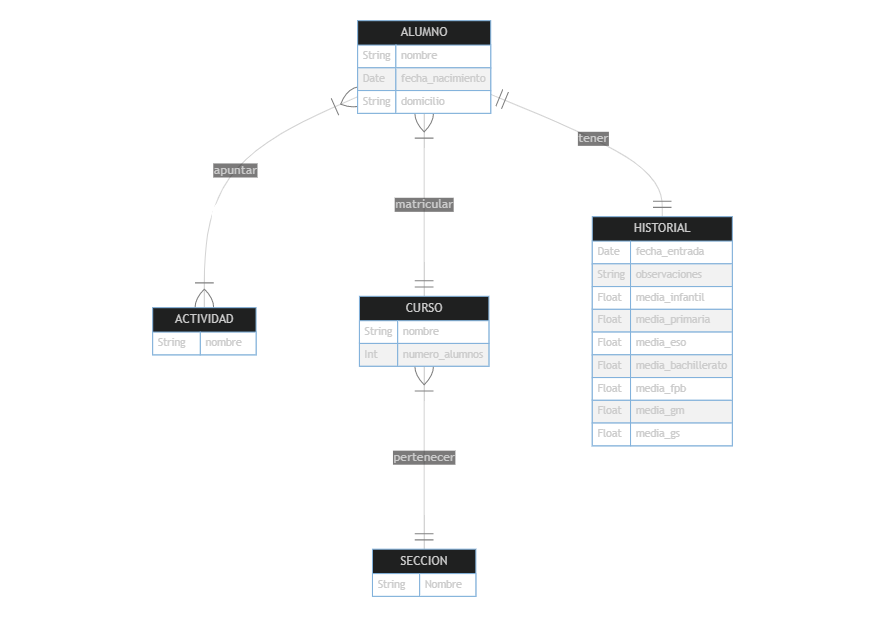 ALUMNO
String nombre
Date fecha_nacimiento
String domicilio
tener
apuntar
matricular
HISTORIAL
Date fecha_entrada
String observaciones
Float media_infantil
Float media_primaria
Float media_eso
Float media_bachillerato
Float media_fpb
Float media_gm
Float media_gs
ACTIVIDAD
String nombre
CURSO
String nombre
Int numero_alumnos
pertenecer
SECCION
String Nombre